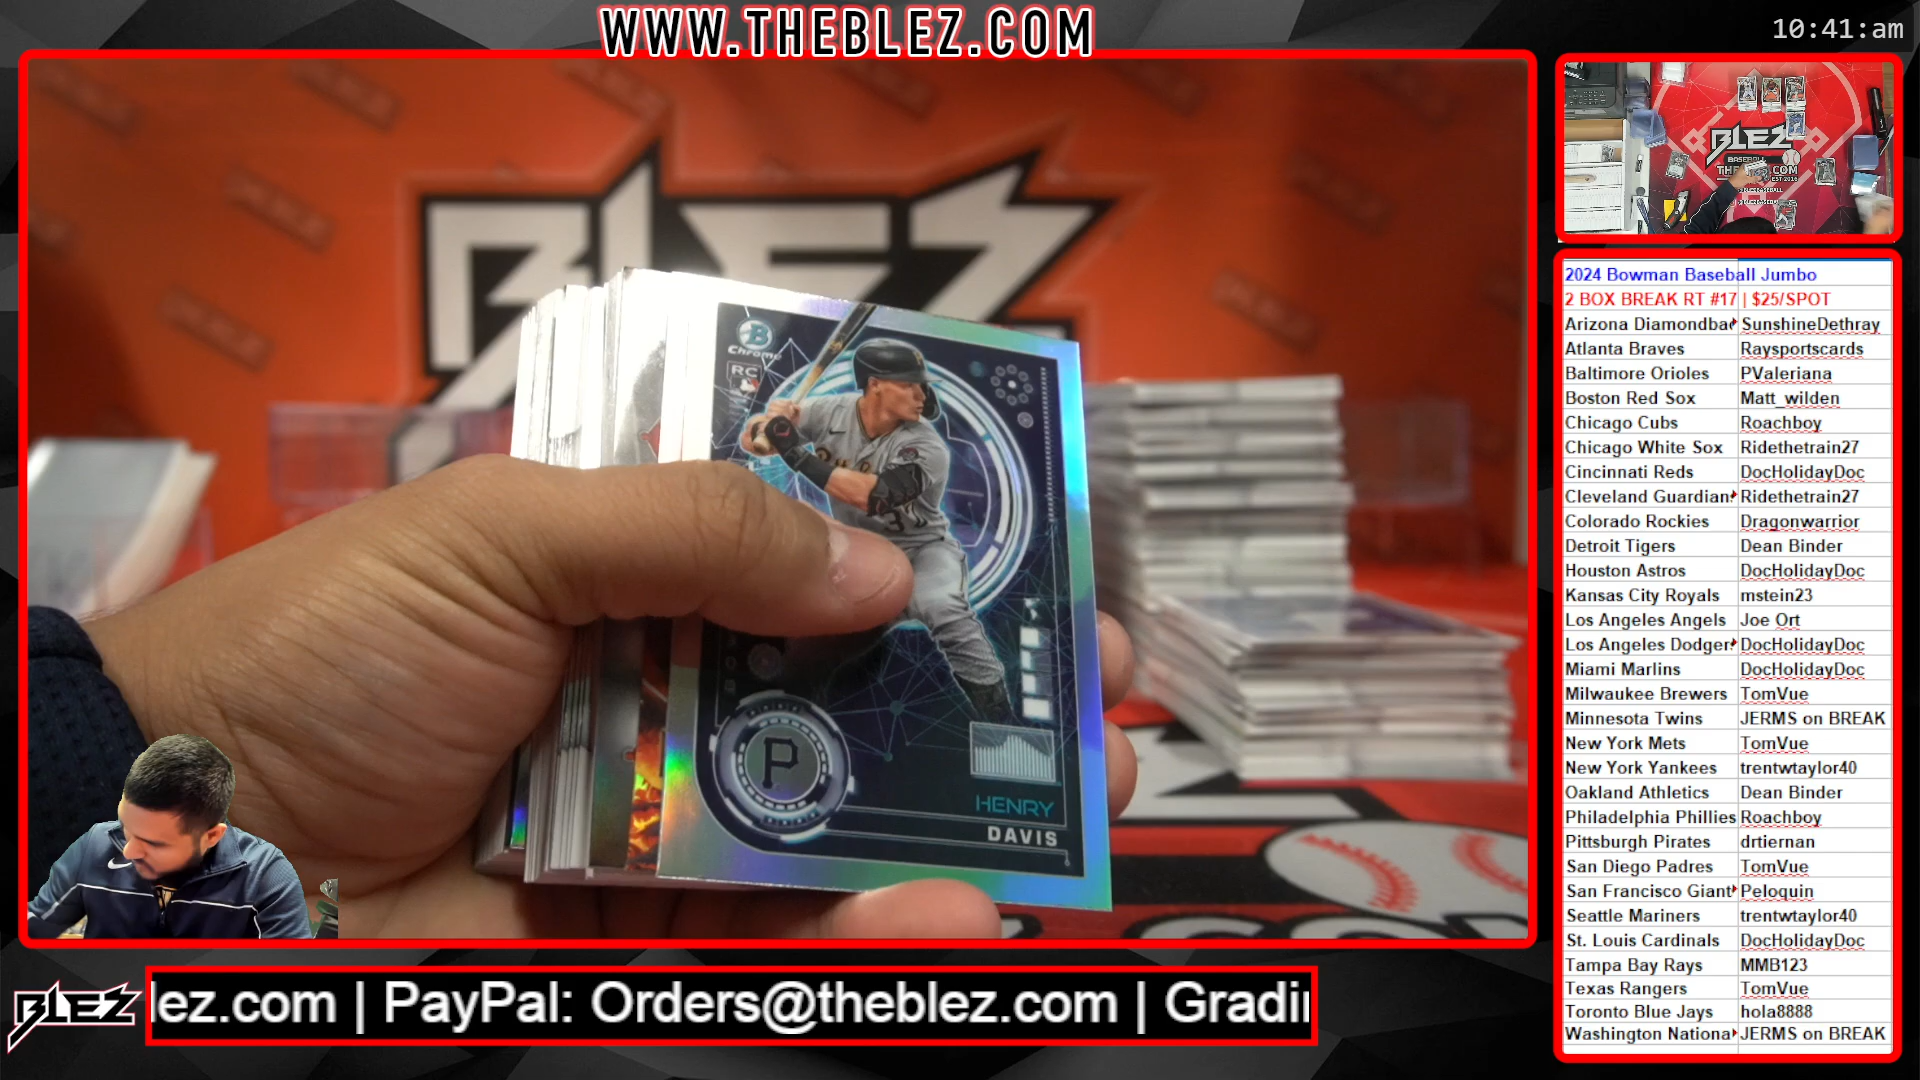 WWW.THEBLEZ.COM
10:41:am
BLEZ
B
Chrome
RC
P
HENRY
DAVIS
BLEZ
BASEBALL
2024 Bowman Baseball Jumbo
2 BOX BREAK RT #17 | $25/SPOT
Arizona Diamondba SunshineDethray
Atlanta Braves Raysportscards
Baltimore Orioles PValeriana
Boston Red Sox Matt_wilden
Chicago Cubs Roachboy
Chicago White Sox Ridethetrain27
Cincinnati Reds DocHolidayDoc
Cleveland Guardian Ridethetrain27
Colorado Rockies Dragonwarrior
Detroit Tigers Dean Binder
Houston Astros DocHolidayDoc
Kansas City Royals mstein23
Los Angeles Angels Joe Ort
Los Angeles Dodger DocHolidayDoc
Miami Marlins DocHolidayDoc
Milwaukee Brewers TomVue
Minnesota Twins JERMS on BREAK
New York Mets TomVue
New York Yankees trentwtaylor40
Oakland Athletics Dean Binder
Philadelphia Phillies Roachboy
Pittsburgh Pirates drtiernan
San Diego Padres TomVue
San Francisco Giant Peloquin
Seattle Mariners trentwtaylor40
St. Louis Cardinals DocHolidayDoc
Tampa Bay Rays MMB123
Texas Rangers TomVue
Toronto Blue Jays hola8888
Washington Nationa JERMS on BREAK
BLEZ
lez.com | PayPal: Orders@theblez.com | Gradi